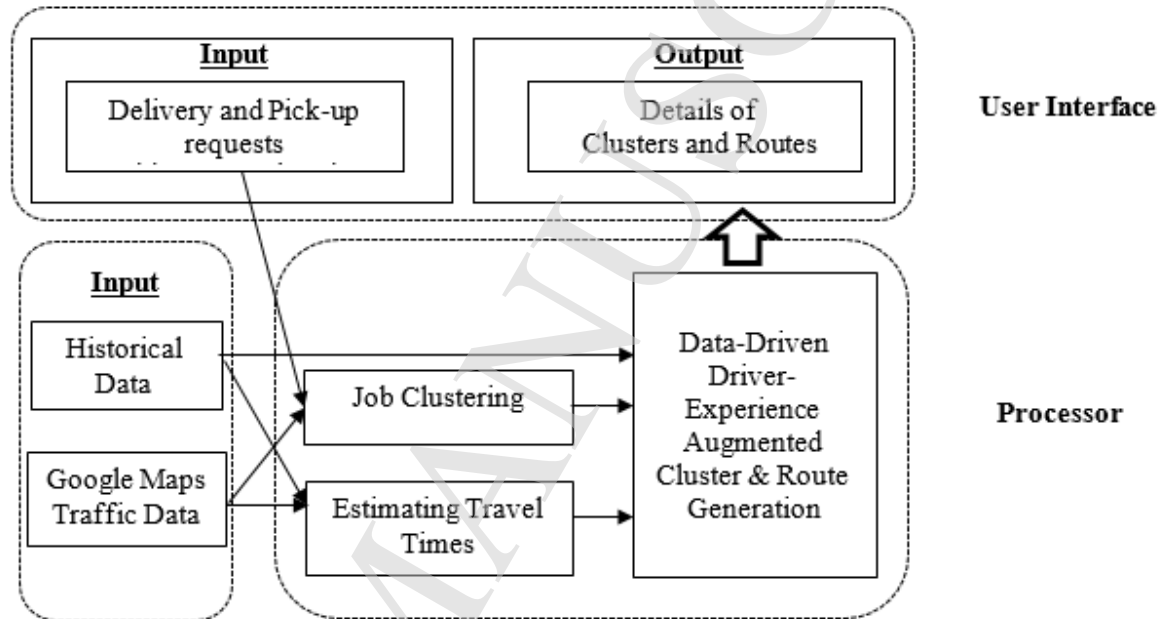 Input
Delivery and Pick-up
requests
Output
Details of
Clusters and Routes
User Interface
Input
Historical
Data
Google Maps
Traffic Data
Job Clustering
Estimating Travel
Times
Data-Driven
Driver-
Experience
Augmented
Cluster & Route
Generation
Processor
MANUSC